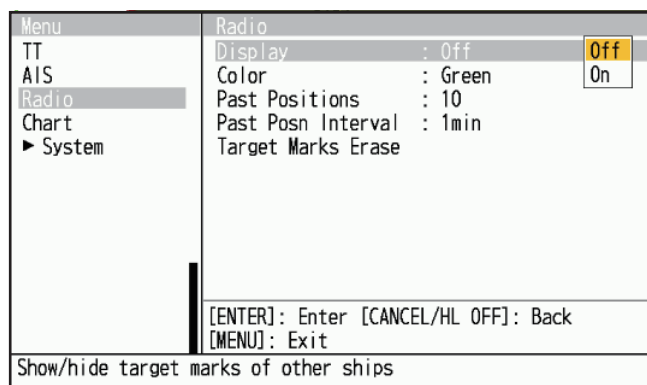 Menu
TT
AIS
Radio
Chart
► System
Radio
Display : Off
Color : Green
Past Positions : 10
Past Posn Interval : 1min
Target Marks Erase
Off
On
[ENTER]: Enter [CANCEL/HL OFF]: Back
[MENU]: Exit
Show/hide target marks of other ships